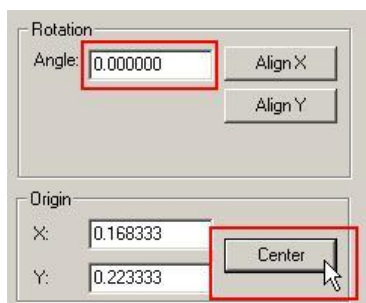 Rotation
Angle: 0.000000 Align X
Align Y
Origin
X: 0.168333
Center
Y: 0.223333